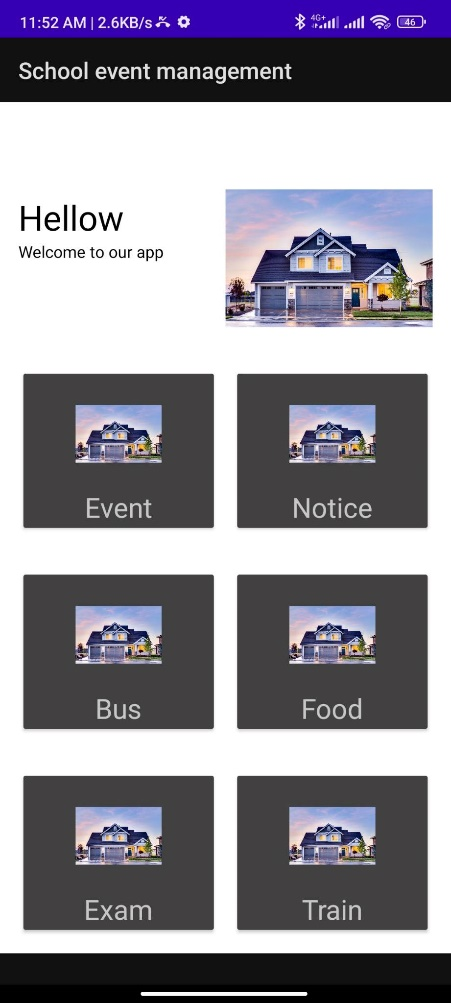 11:52 AM | 2.6KB/s
4G+
46
School event management
Hellow
Welcome to our app
Event
Notice
Bus
Food
Exam
Train